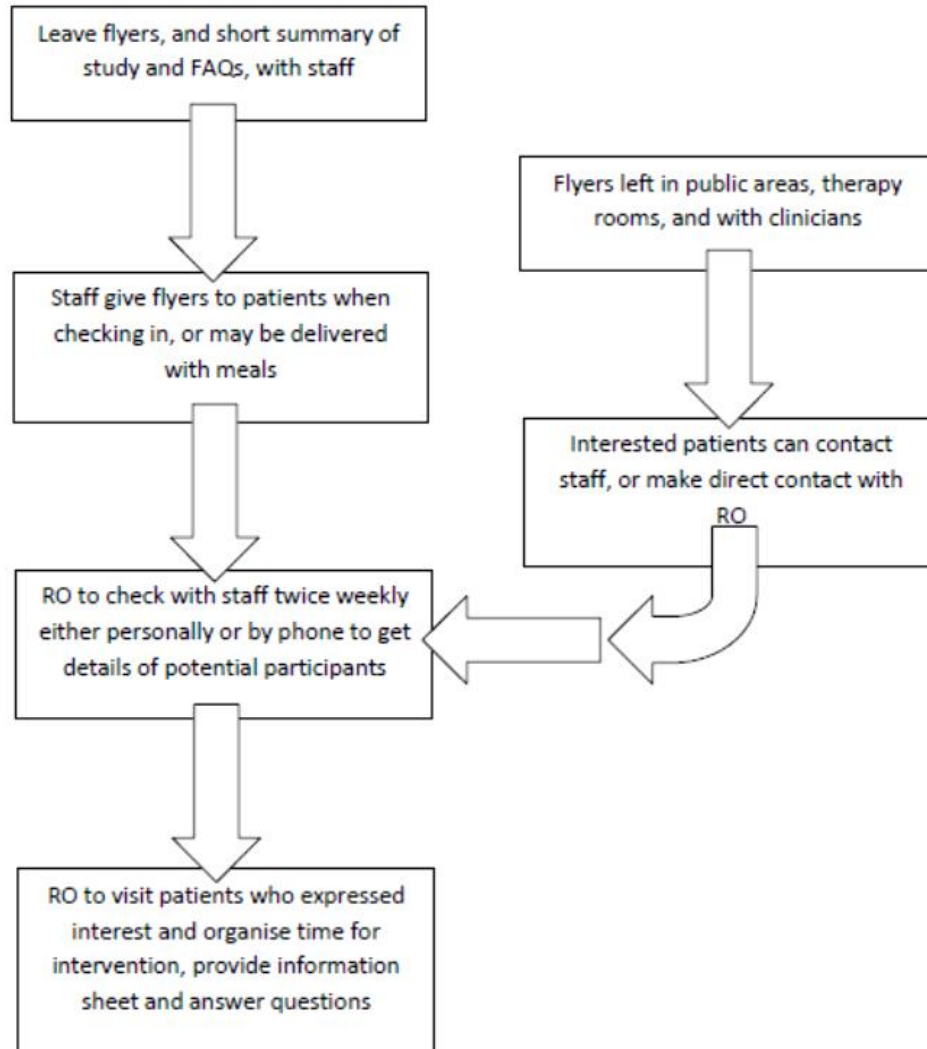 Leave flyers, and short summary of
study and FAQs, with staff
Flyers left in public areas, therapy
rooms, and with clinicians
Staff give flyers to patients when
checking in, or may be delivered
with meals
Interested patients can contact
staff, or make direct contact with
RO
RO to check with staff twice weekly
either personally or by phone to get
details of potential participants
RO to visit patients who expressed
interest and organise time for
intervention, provide information
sheet and answer questions